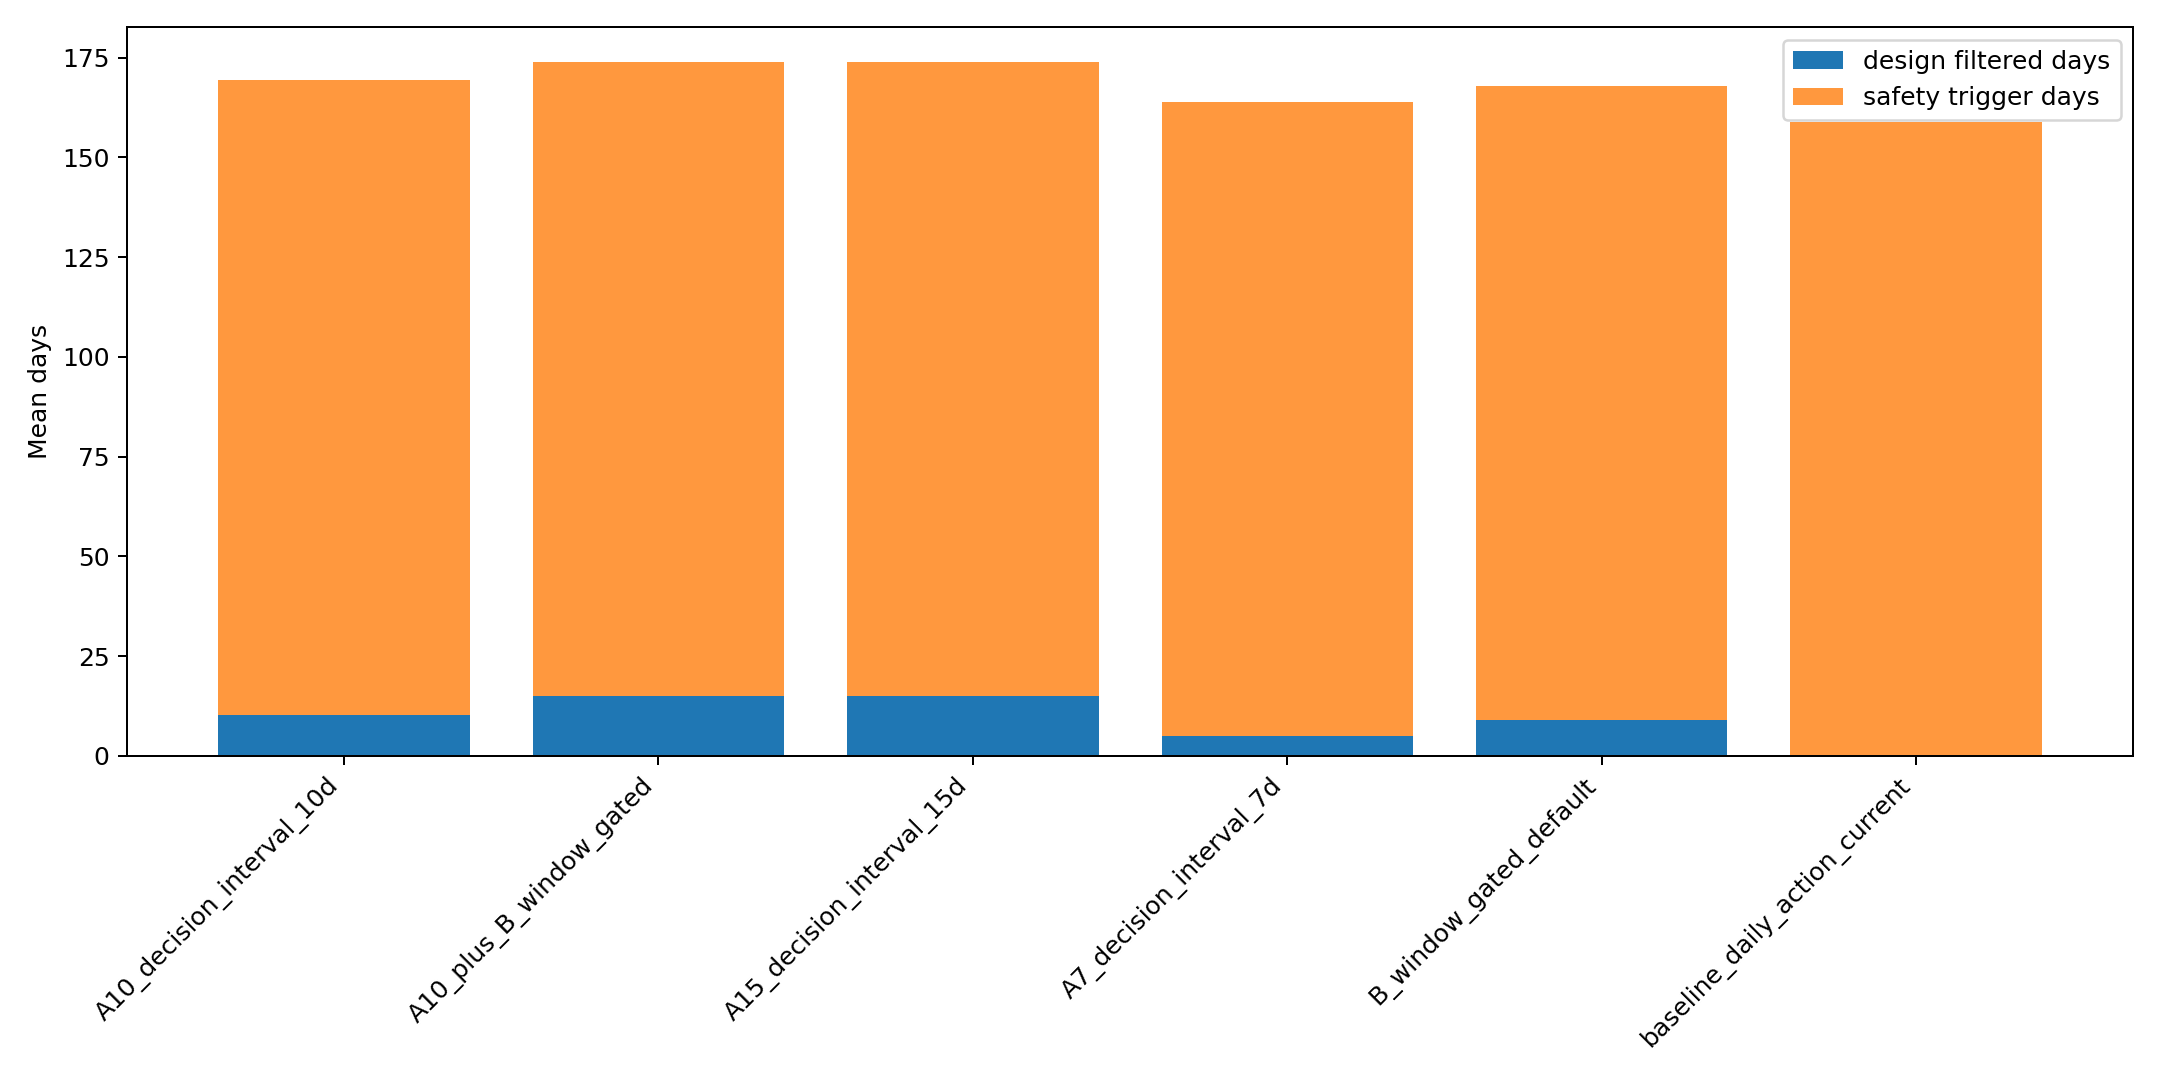 design filtered days
safety trigger days
Mean days
175
150
125
100
75
50
25
0
A10_decision_interval_10d
A10_plus_B_window_gated
A15_decision_interval_15d
A7_decision_interval_7d
B_window_gated_default
baseline_daily_action_current